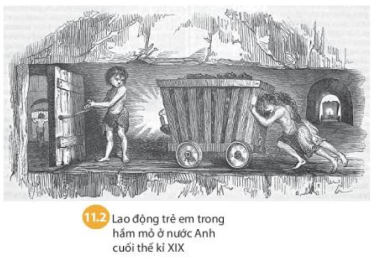 11.2 Lao động trẻ em trong
hầm mỏ ở nước Anh
cuối thế kỉ XIX